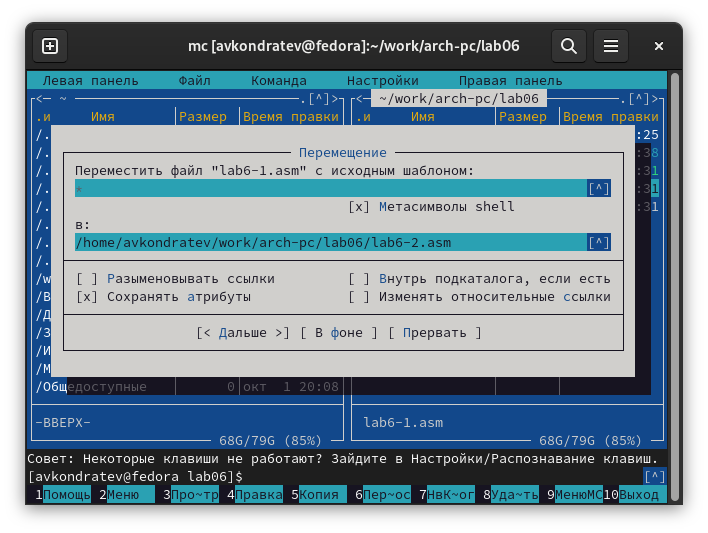 mc [avkondratev@fedora]:~/work/arch-pc/lab06
Левая панель Файл Команда Настройки Правая панель
<— ~ .[^]> <— ~/work/arch-pc/lab06 .[^]>
.и Имя Размер Время правки .и Имя Размер Время правки
/. :25
/. :38
/. :31
/. :31
/. :31
/.
/.
/.
/w
/В
/Д
/З
/И
/М
/Общедоступные 0 окт 1 20:08
Перемещение
Переместить файл "lab6-1.asm" с исходным шаблоном:
* [^]
[x] Метасимволы shell
в:
/home/avkondratev/work/arch-pc/lab06/lab6-2.asm [^]
[ ] Разыменовывать ссылки [ ] Внутрь подкаталога, если есть
[x] Сохранять атрибуты [ ] Изменять относительные ссылки
[< Дальше >] [ В фоне ] [ Прервать ]
-ВВЕРХ- lab6-1.asm
68G/79G (85%) 68G/79G (85%)
Совет: Некоторые клавиши не работают? Зайдите в Настройки/Распознавание клавиш.
[avkondratev@fedora lab06]$ [^]
1Помощь 2Меню 3Про~тр 4Правка 5Копия 6Пер~ос 7НвК~ог 8Уда~ть 9МенюMC 10Выход